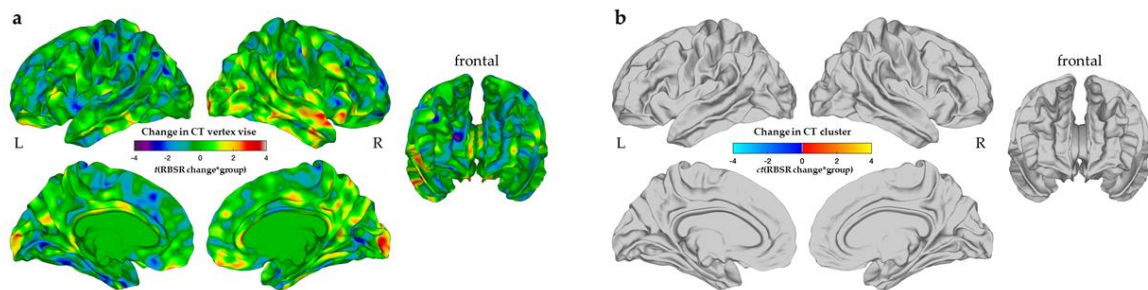 a
frontal
L
Change in CT vertex vise
R
-4 -2 0 2 4
t(RBSR change*group)
b
frontal
L
Change in CT cluster
R
-4 -2 0 2 4
ct(RBSR change*group)